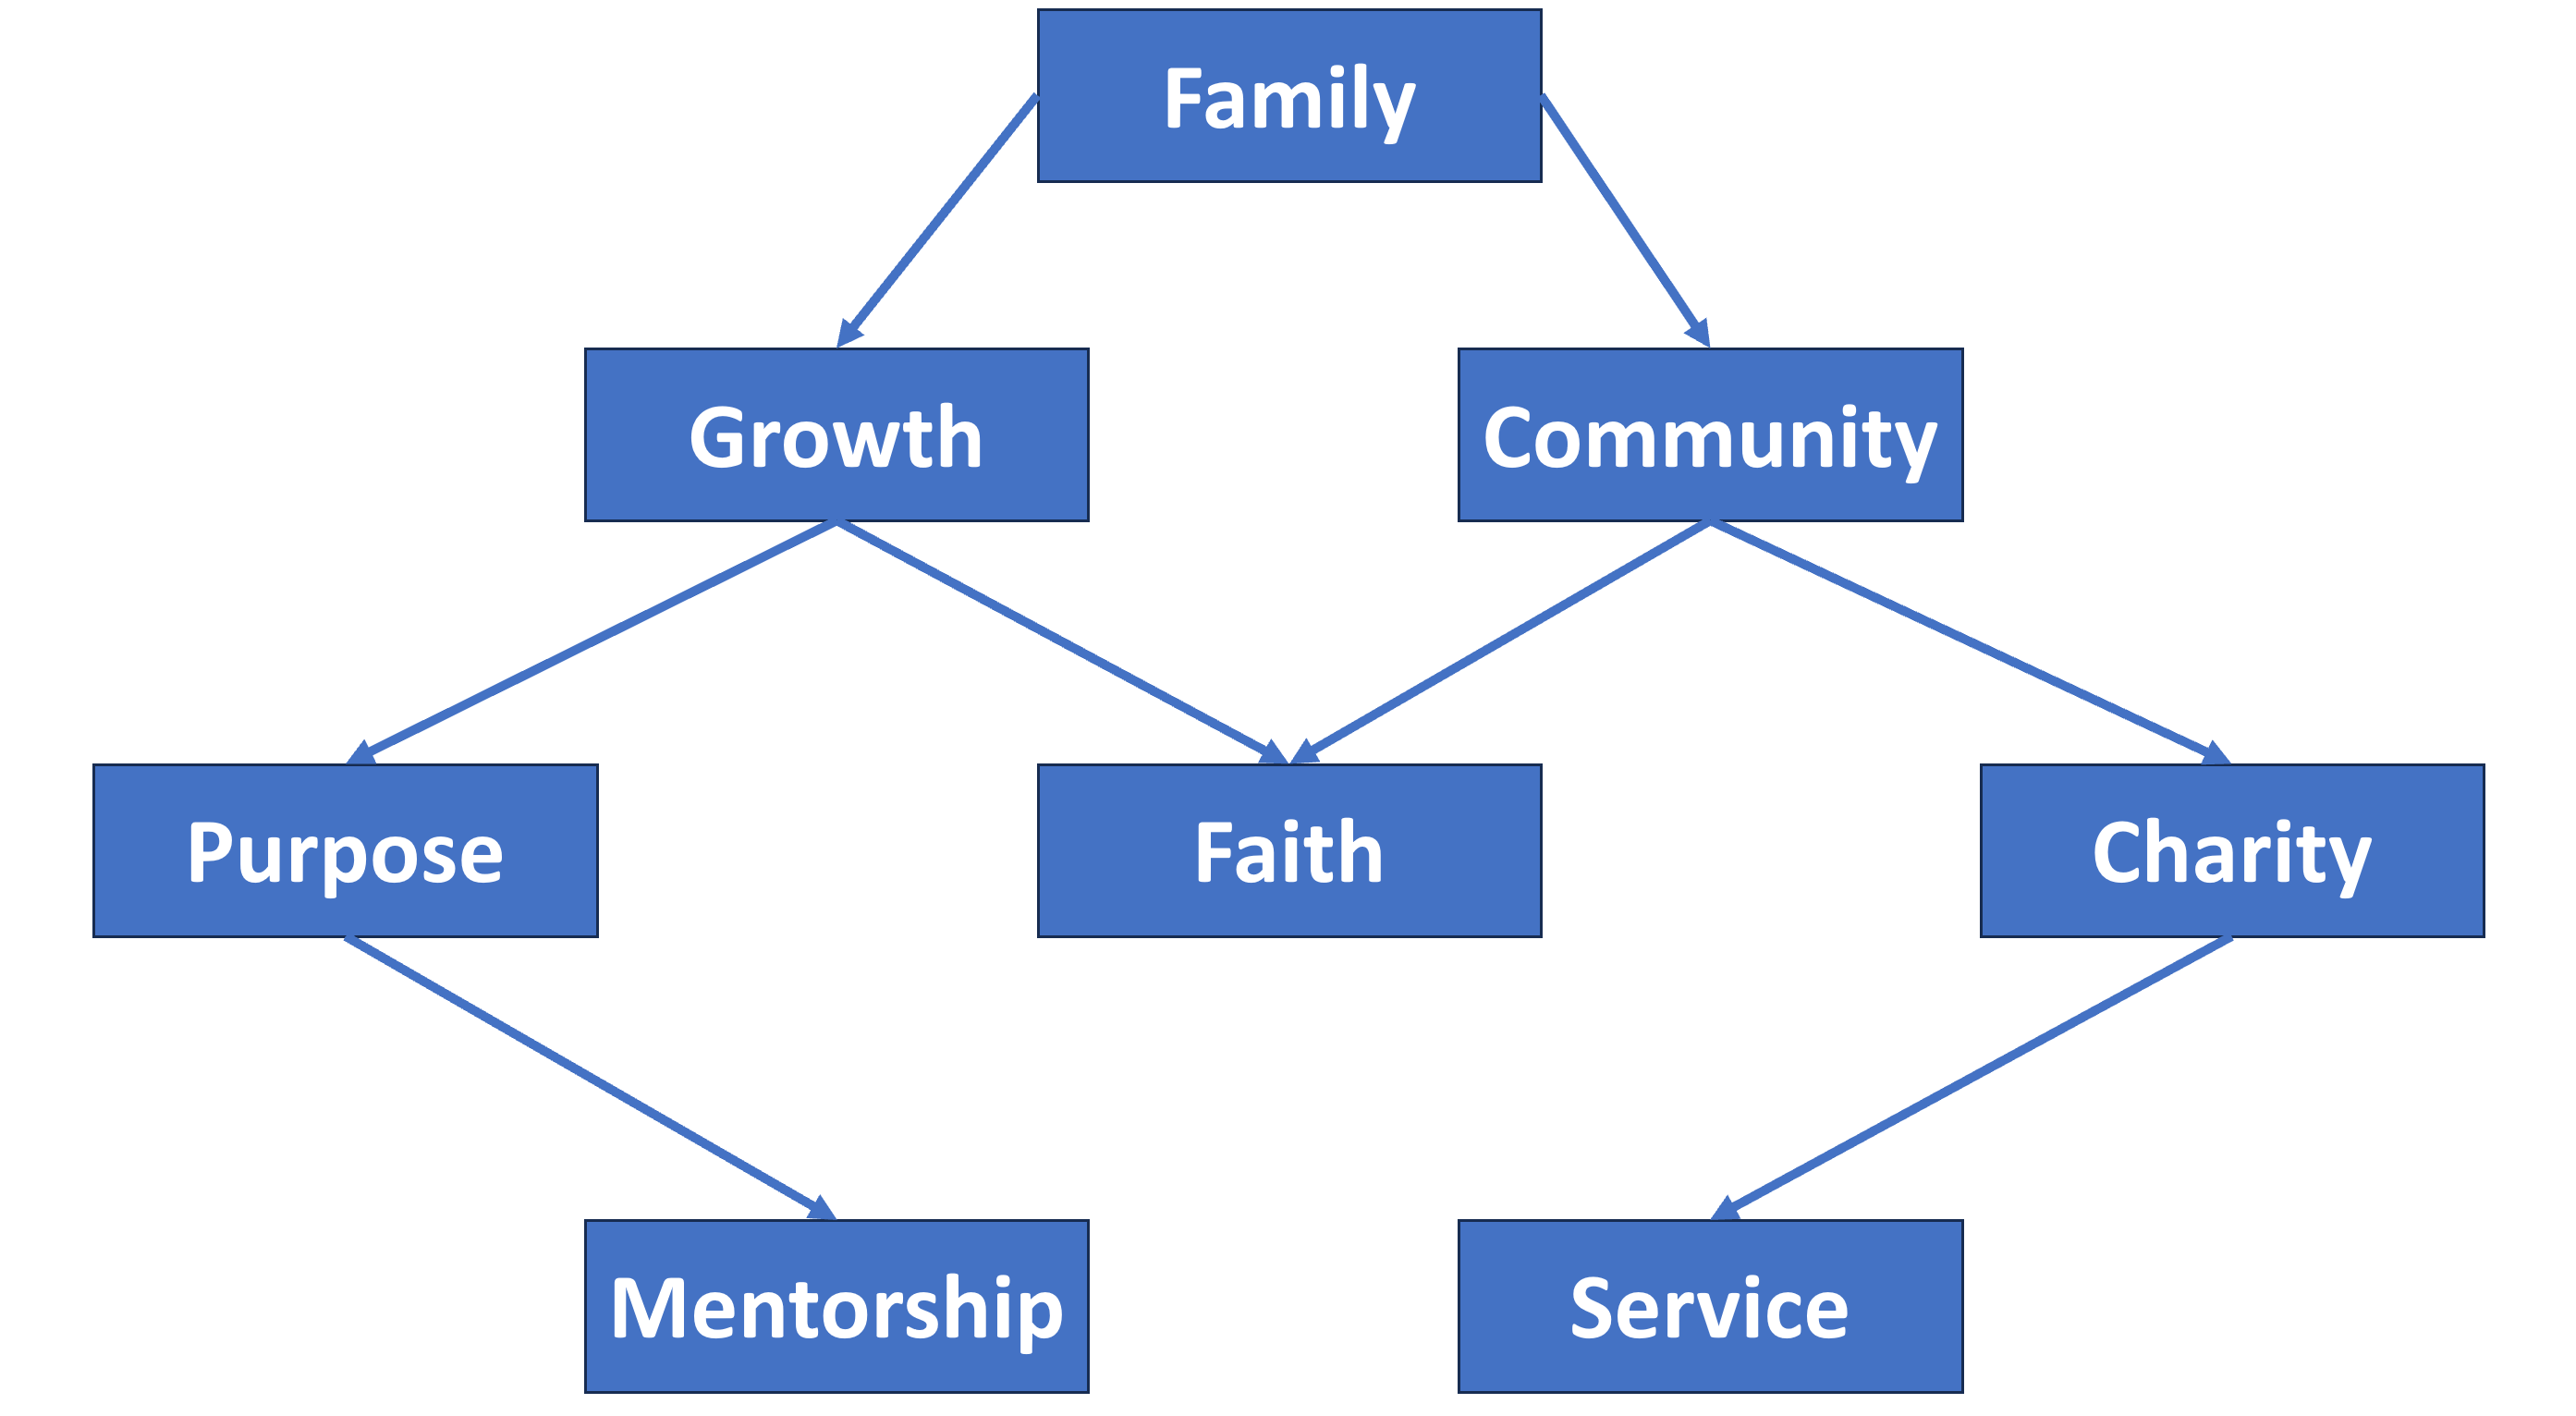 Family
Growth
Community
Purpose
Faith
Charity
Mentorship
Service